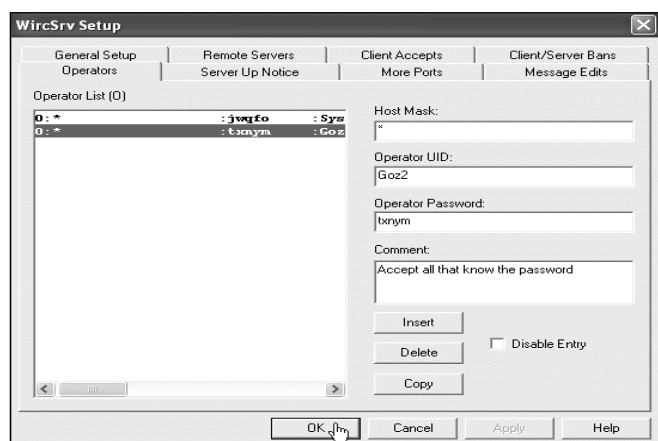 WircSrv Setup
General Setup Remote Servers Client Accepts Client/Server Bans
Operators Server Up Notice More Ports Message Edits
Operator List (O)
O:* :jwqfo :Sys
O:* :txnym :Goz
Host Mask:
*
Operator UID:
Goz2
Operator Password:
txnym
Comment:
Accept all that know the password
Insert
Delete
Copy
Disable Entry
OK Cancel Apply Help